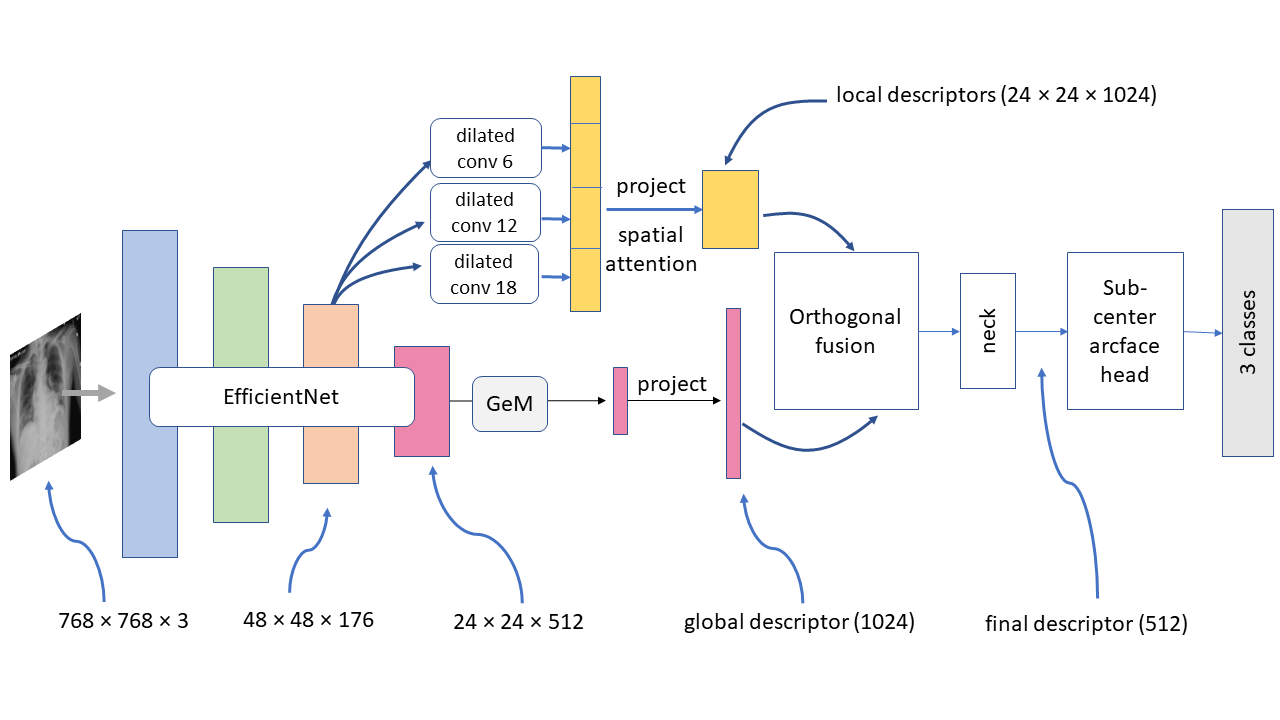 local descriptors (24 × 24 × 1024)
dilated
conv 6
dilated
conv 12
dilated
conv 18
project
spatial
attention
EfficientNet
GeM
project
Orthogonal
fusion
neck
Sub-
center
arcface
head
3 classes
768 × 768 × 3
48 × 48 × 176
24 × 24 × 512
global descriptor (1024)
final descriptor (512)